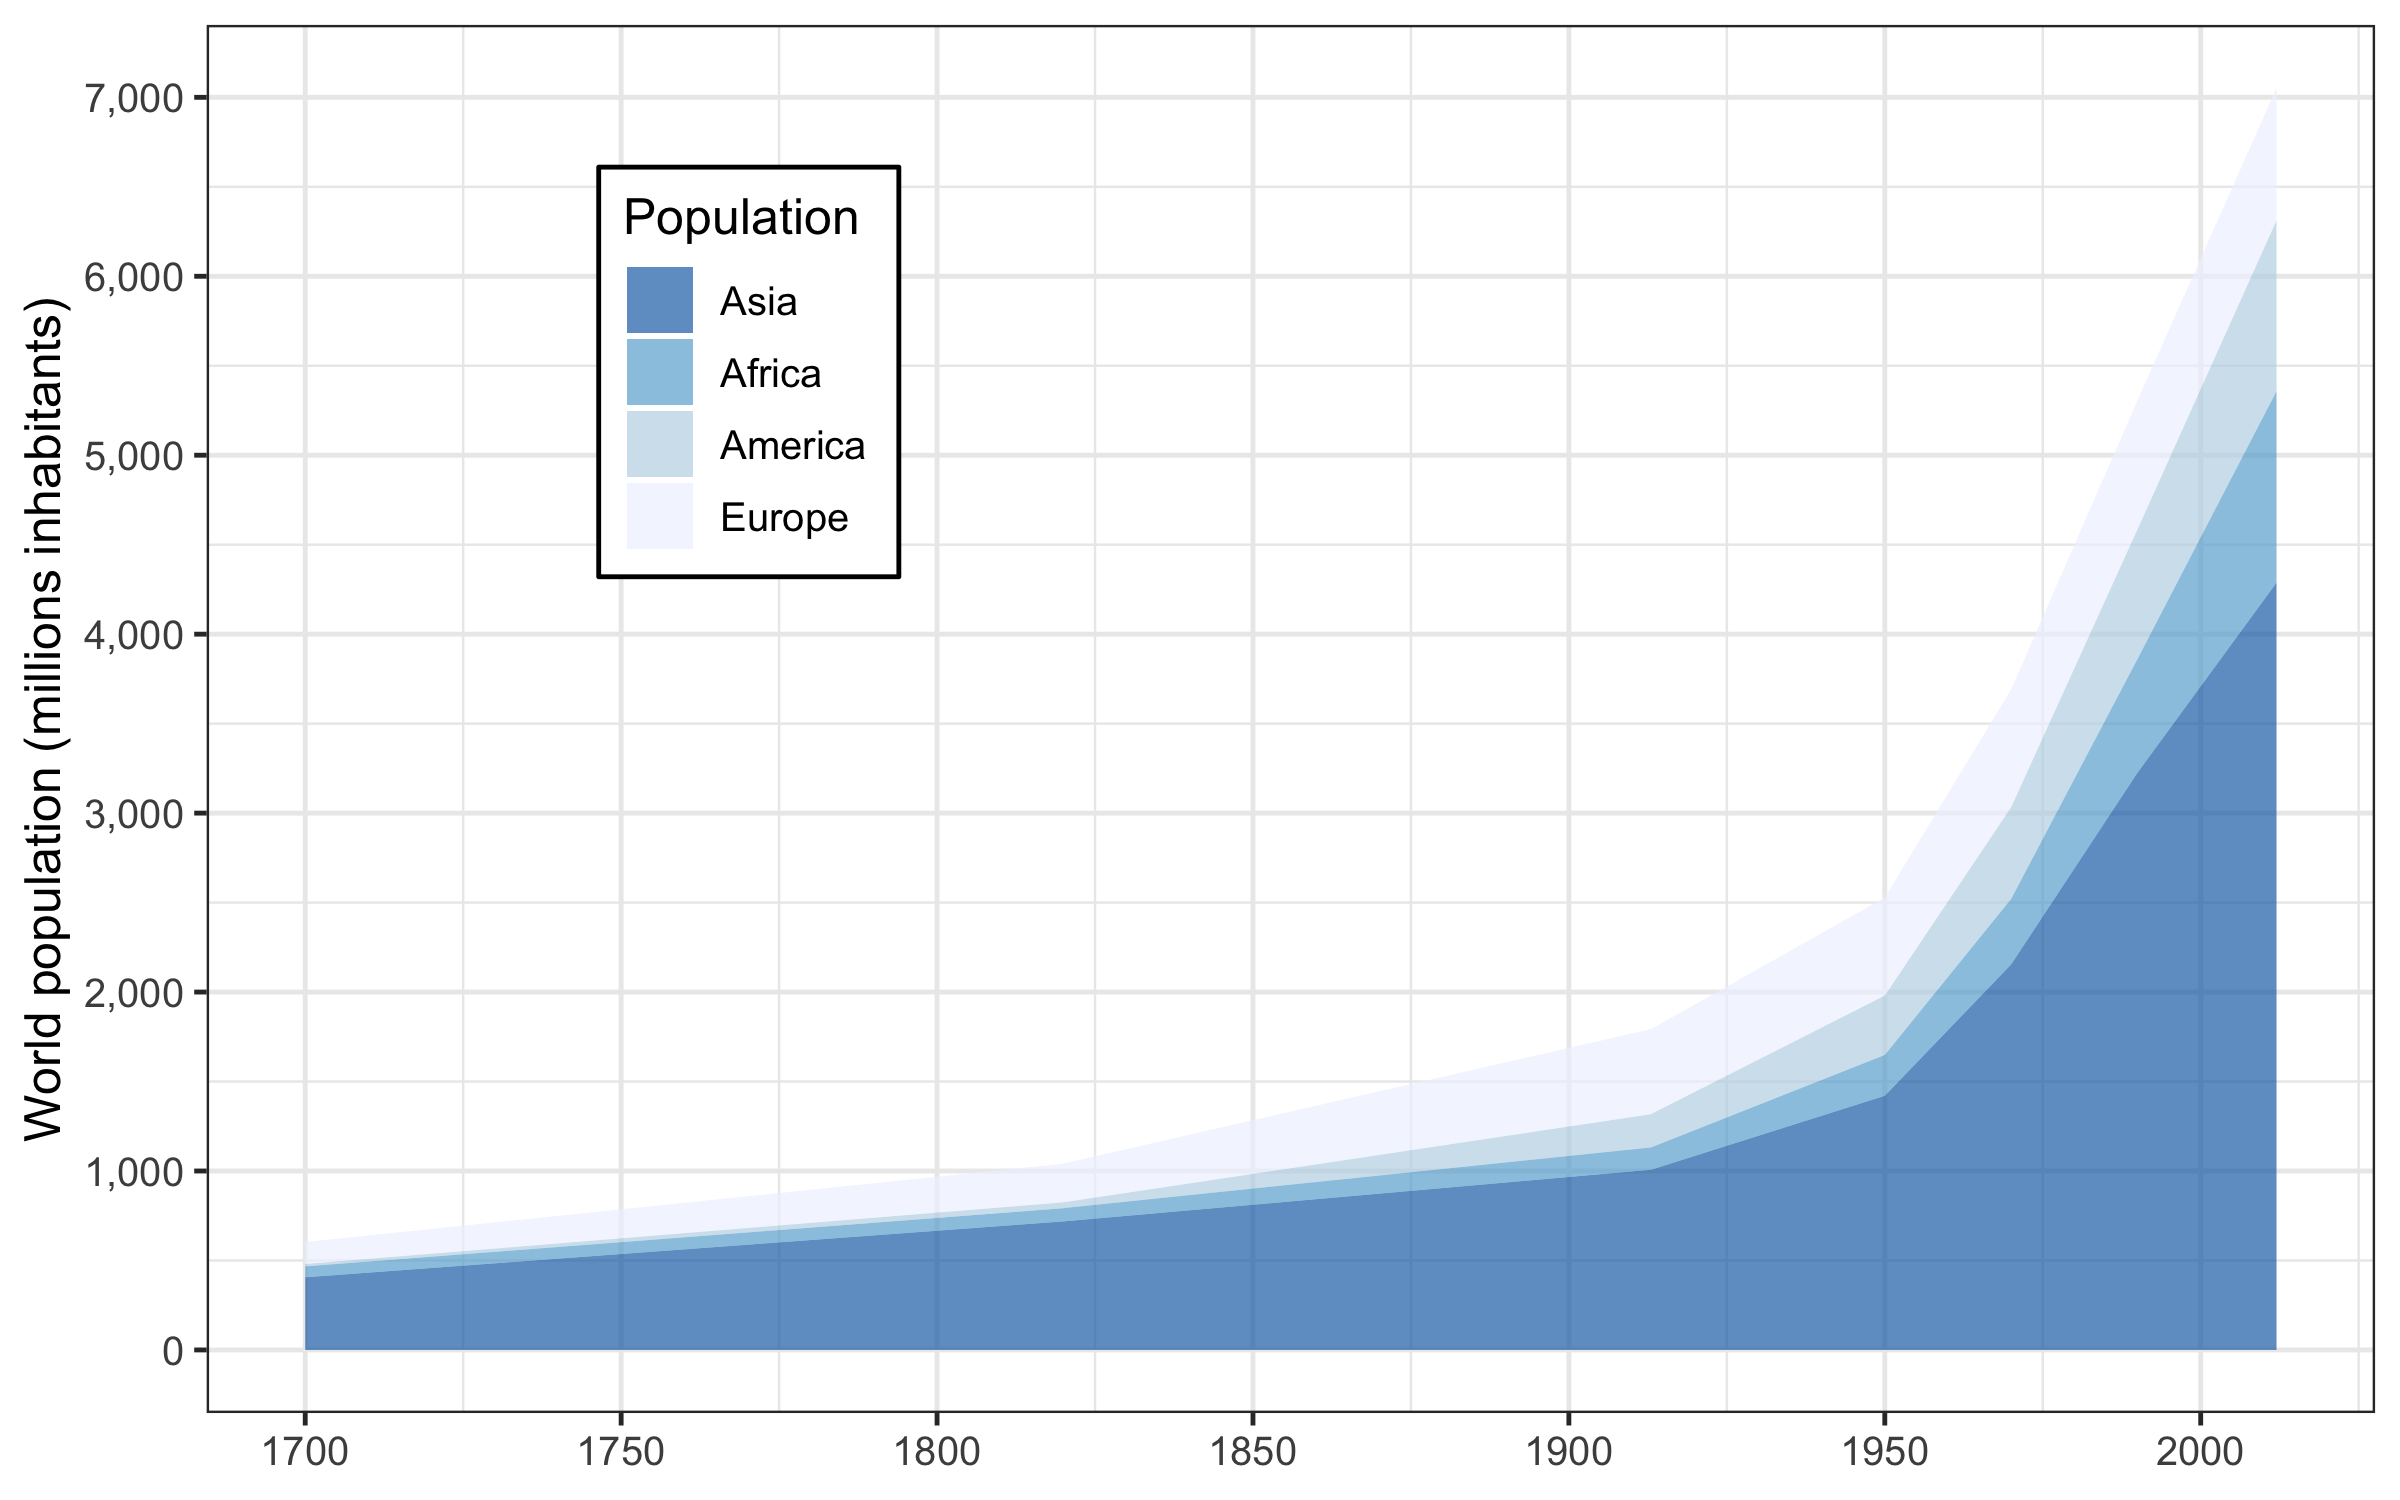 World population (millions inhabitants)
7,000
6,000
5,000
4,000
3,000
2,000
1,000
0
Population
Asia
Africa
America
Europe
1700 1750 1800 1850 1900 1950 2000